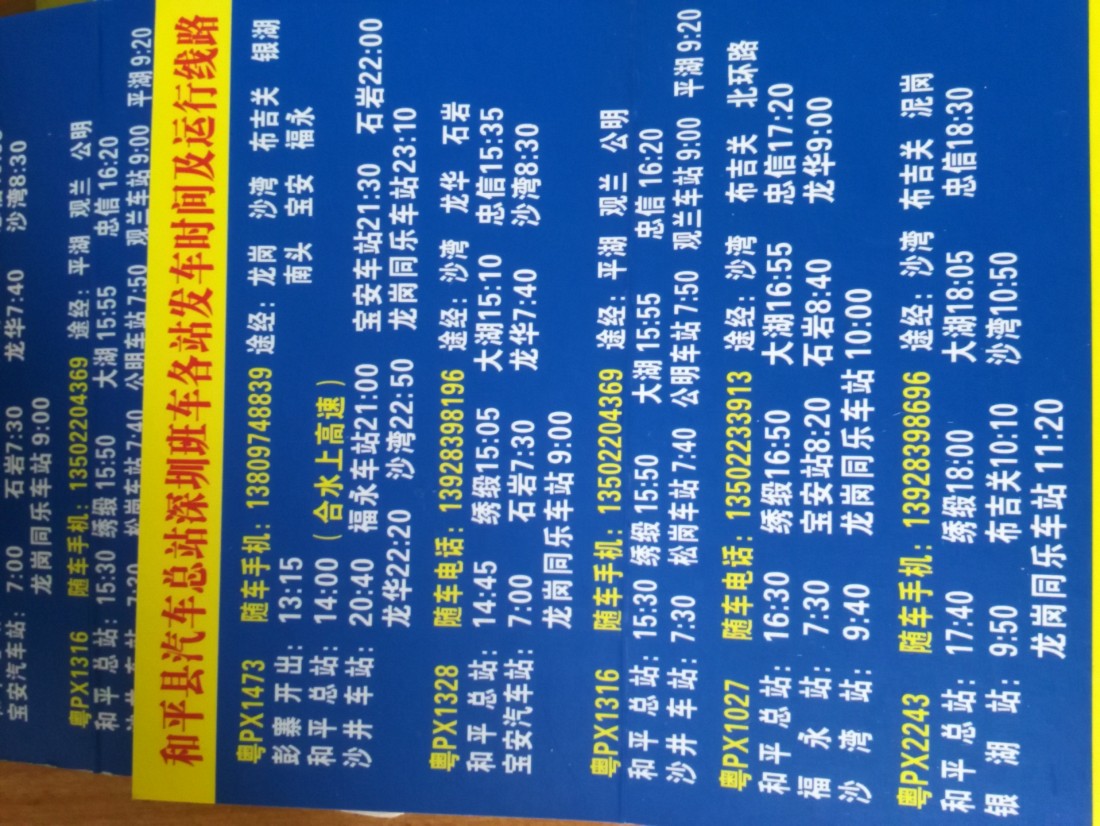 宝安汽车站: 7:00 石岩7:30 龙华7:40 沙湾8:30
龙岗同乐车站 9:00
粤PX1316 随车手机: 13502204369 途经: 平湖 观兰 公明
和平总站: 15:30 绣缎 15:50 大湖 15:55 忠信 16:20
7:30 松岗车站 7:40 公明车站 7:50 观兰车站 9:00 平湖 9:20
和平县汽车总站深圳班车各站发车时间及运行线路
粤PX1473 随车手机: 13809748839 途经: 龙岗 沙湾 布吉关 银湖
彭寨开出: 13:15 南头 宝安 福永
和平总站: 14:00 (合水上高速)
沙井车站: 20:40 福永车站21:00 宝安车站21:30 石岩22:00
龙华22:20 沙湾22:50 龙岗同乐车站23:10
粤PX1328 随车电话: 13928398196 途经: 沙湾 龙华 石岩
和平总站: 14:45 绣缎15:05 大湖15:10 忠信15:35
宝安汽车站: 7:00 石岩7:30 龙华7:40 沙湾8:30
龙岗同乐车站 9:00
粤PX1316 随车手机: 13502204369 途经: 平湖 观兰 公明
和平总站: 15:30 绣缎 15:50 大湖 15:55 忠信 16:20
沙井车站: 7:30 松岗车站 7:40 公明车站 7:50 观兰车站 9:00 平湖 9:20
粤PX1027 随车电话: 13502233913 途经: 沙湾 布吉关 北环路
和平总站: 16:30 绣缎16:50 大湖16:55 忠信17:20
福永站: 7:30 宝安站8:20 石岩8:40 龙华9:00
沙湾站: 9:40 龙岗同乐车站 10:00
粤PX2243 随车手机: 13928398696 途经: 沙湾 布吉关 泥岗
和平总站: 17:40 绣缎18:00 大湖18:05 忠信18:30
银湖站: 9:50 布吉关10:10 沙湾10:50
龙岗同乐车站 11:20